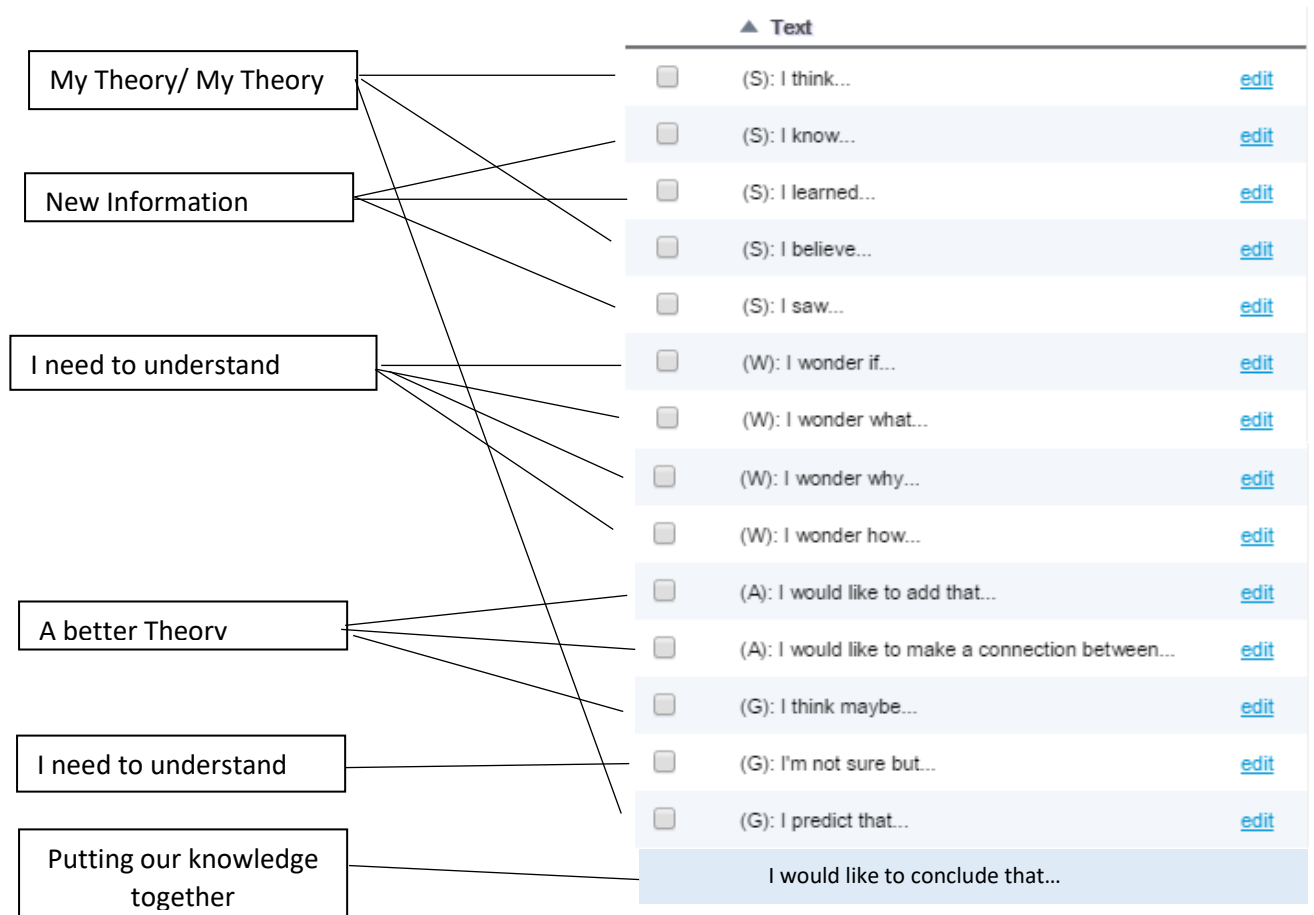 ▲ Text
My Theory/ My Theory
(S): I think... edit
(S): I know... edit
New Information
(S): I learned... edit
(S): I believe... edit
(S): I saw... edit
I need to understand
(W): I wonder if... edit
(W): I wonder what... edit
(W): I wonder why... edit
(W): I wonder how... edit
(A): I would like to add that... edit
A better Theory
(A): I would like to make a connection between... edit
(G): I think maybe... edit
I need to understand
(G): I'm not sure but... edit
(G): I predict that... edit
Putting our knowledge
together
I would like to conclude that…